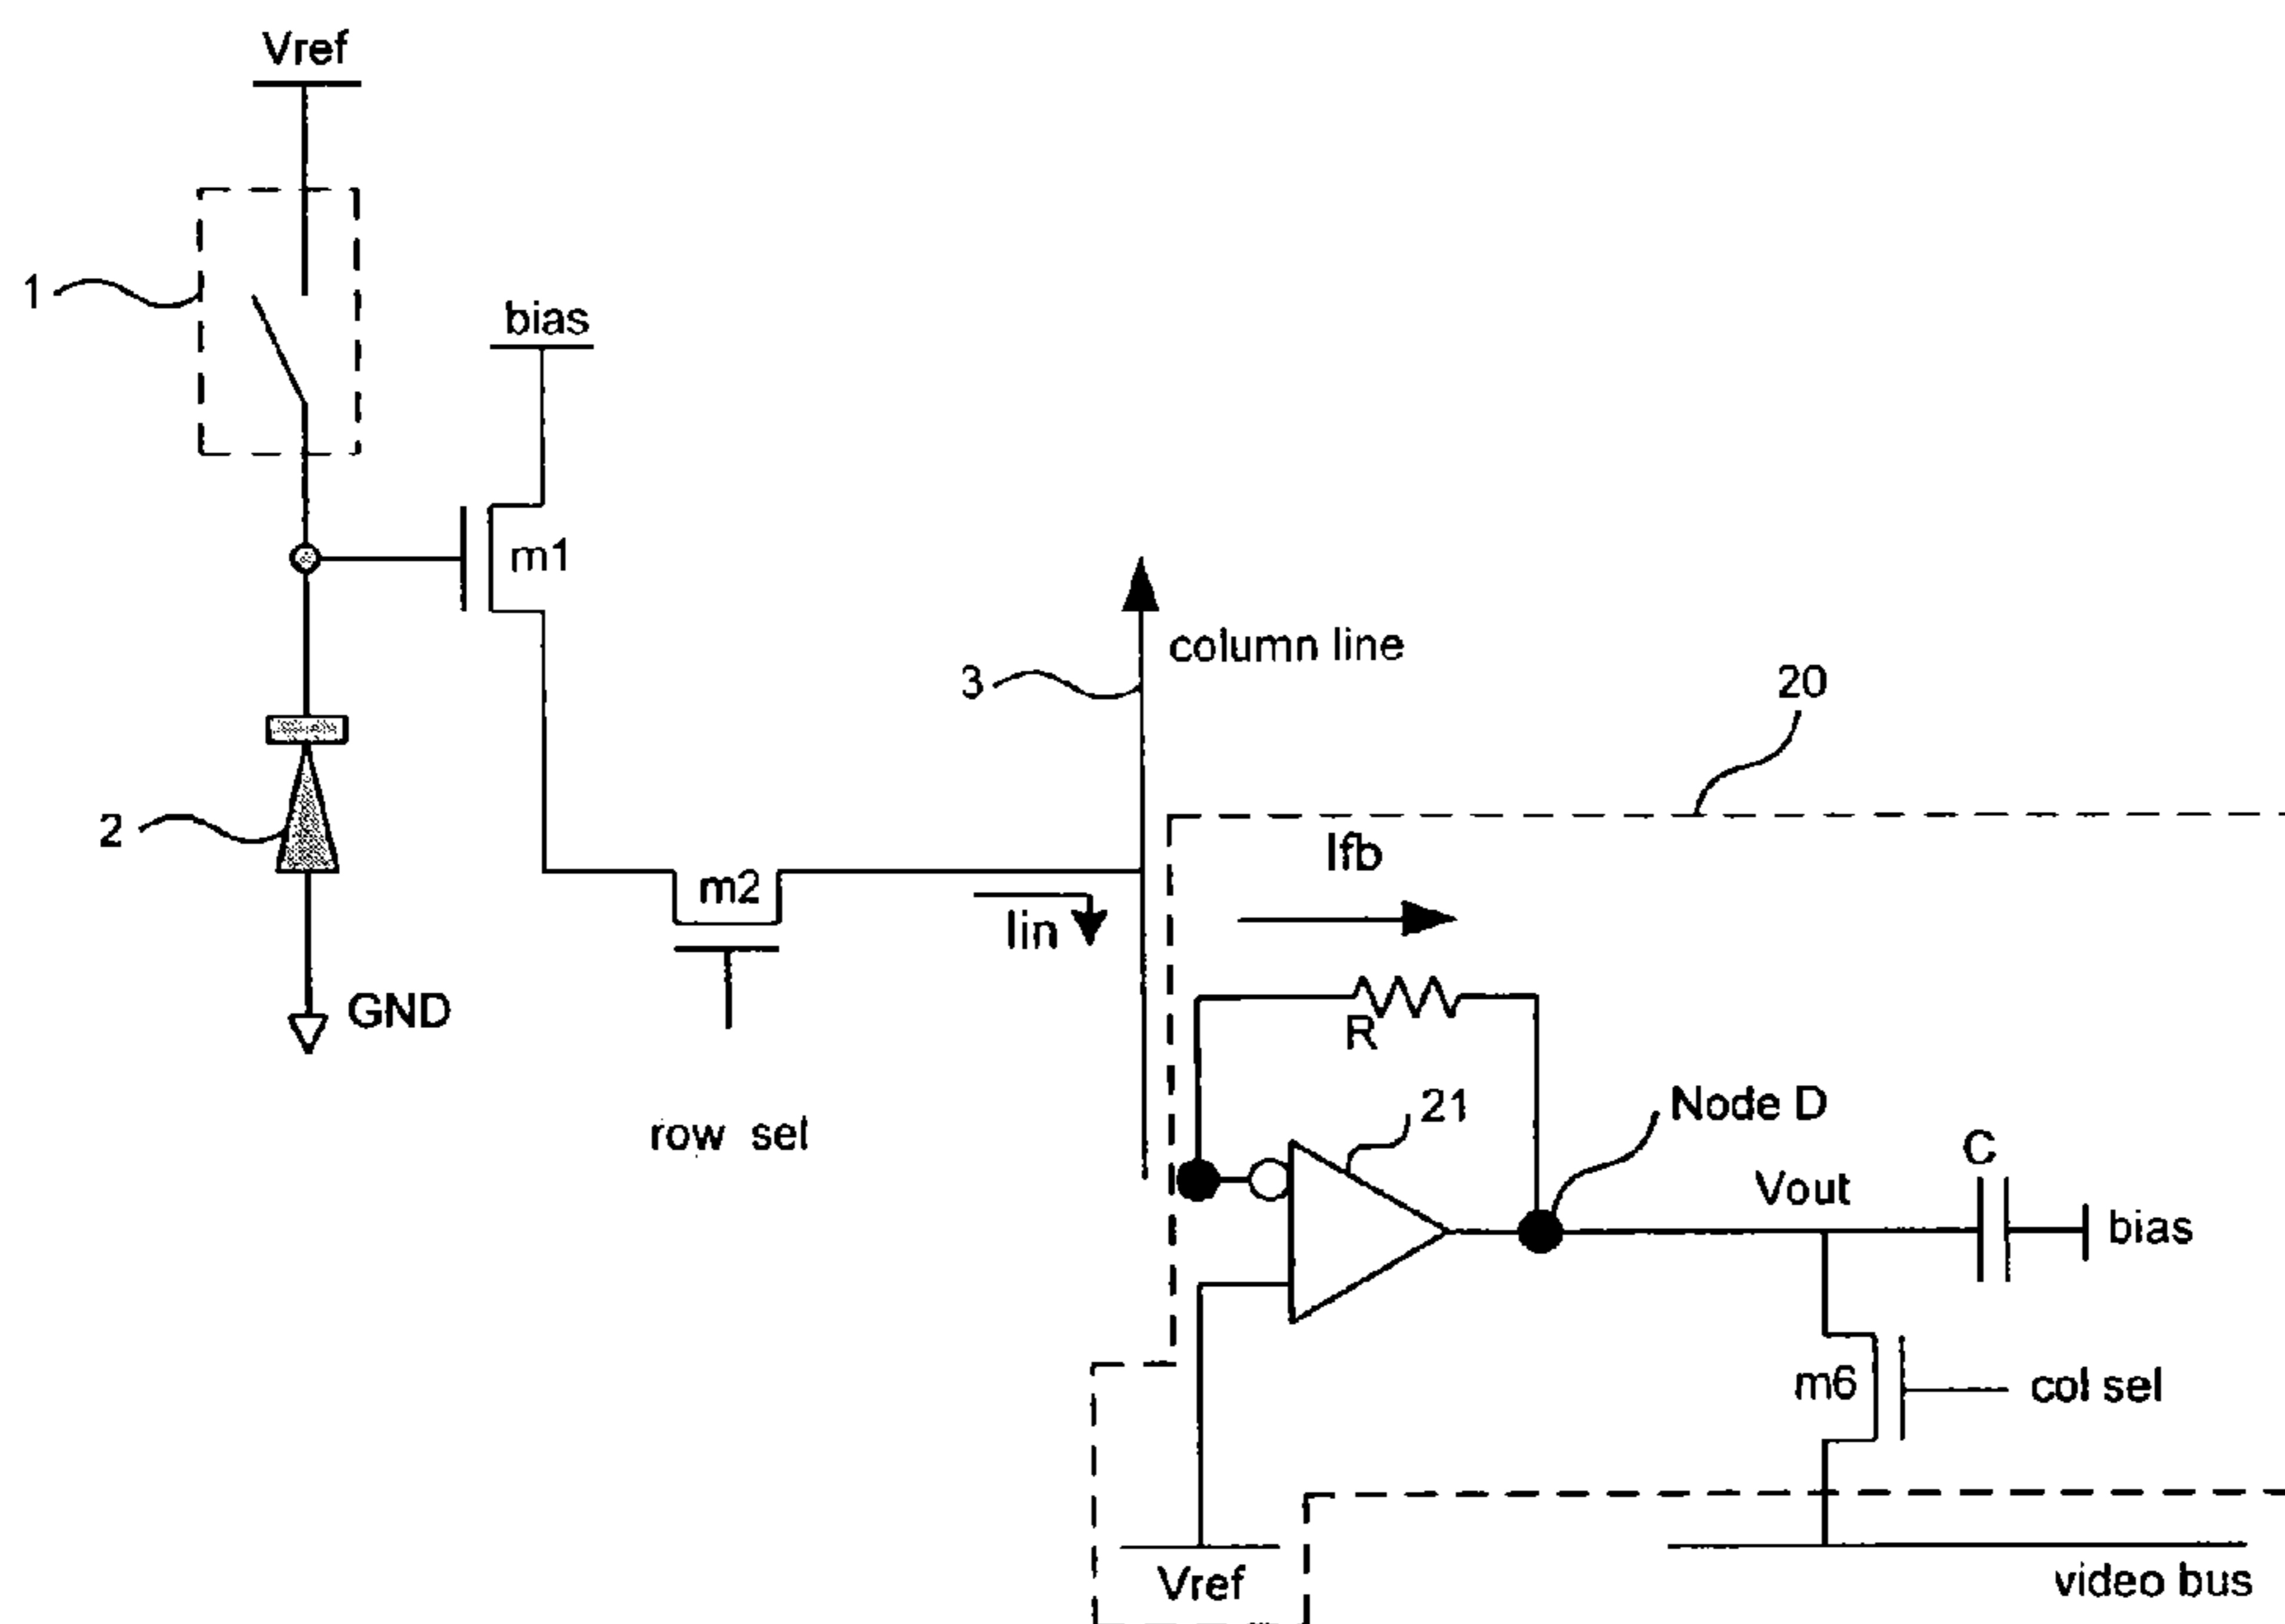 Vref
1
bias
m1
column line
3
20
2
m2
Ifb
Iin
GND
R
row sel
21
Node D
C
Vout
bias
m6
col sel
Vref
video bus